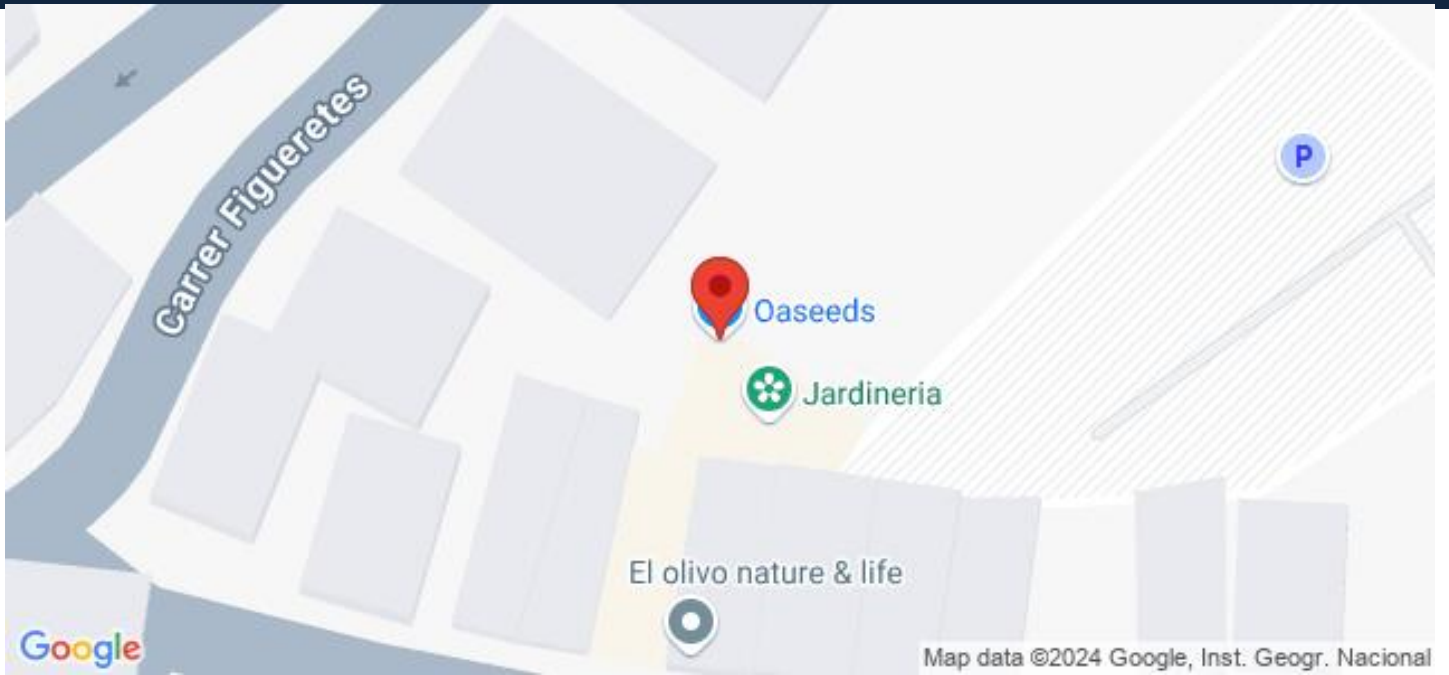 Carrer Figueretes
P
Oaseeds
Jardineria
El olivo nature & life
Google
Map data ©2024 Google, Inst. Geogr. Nacional